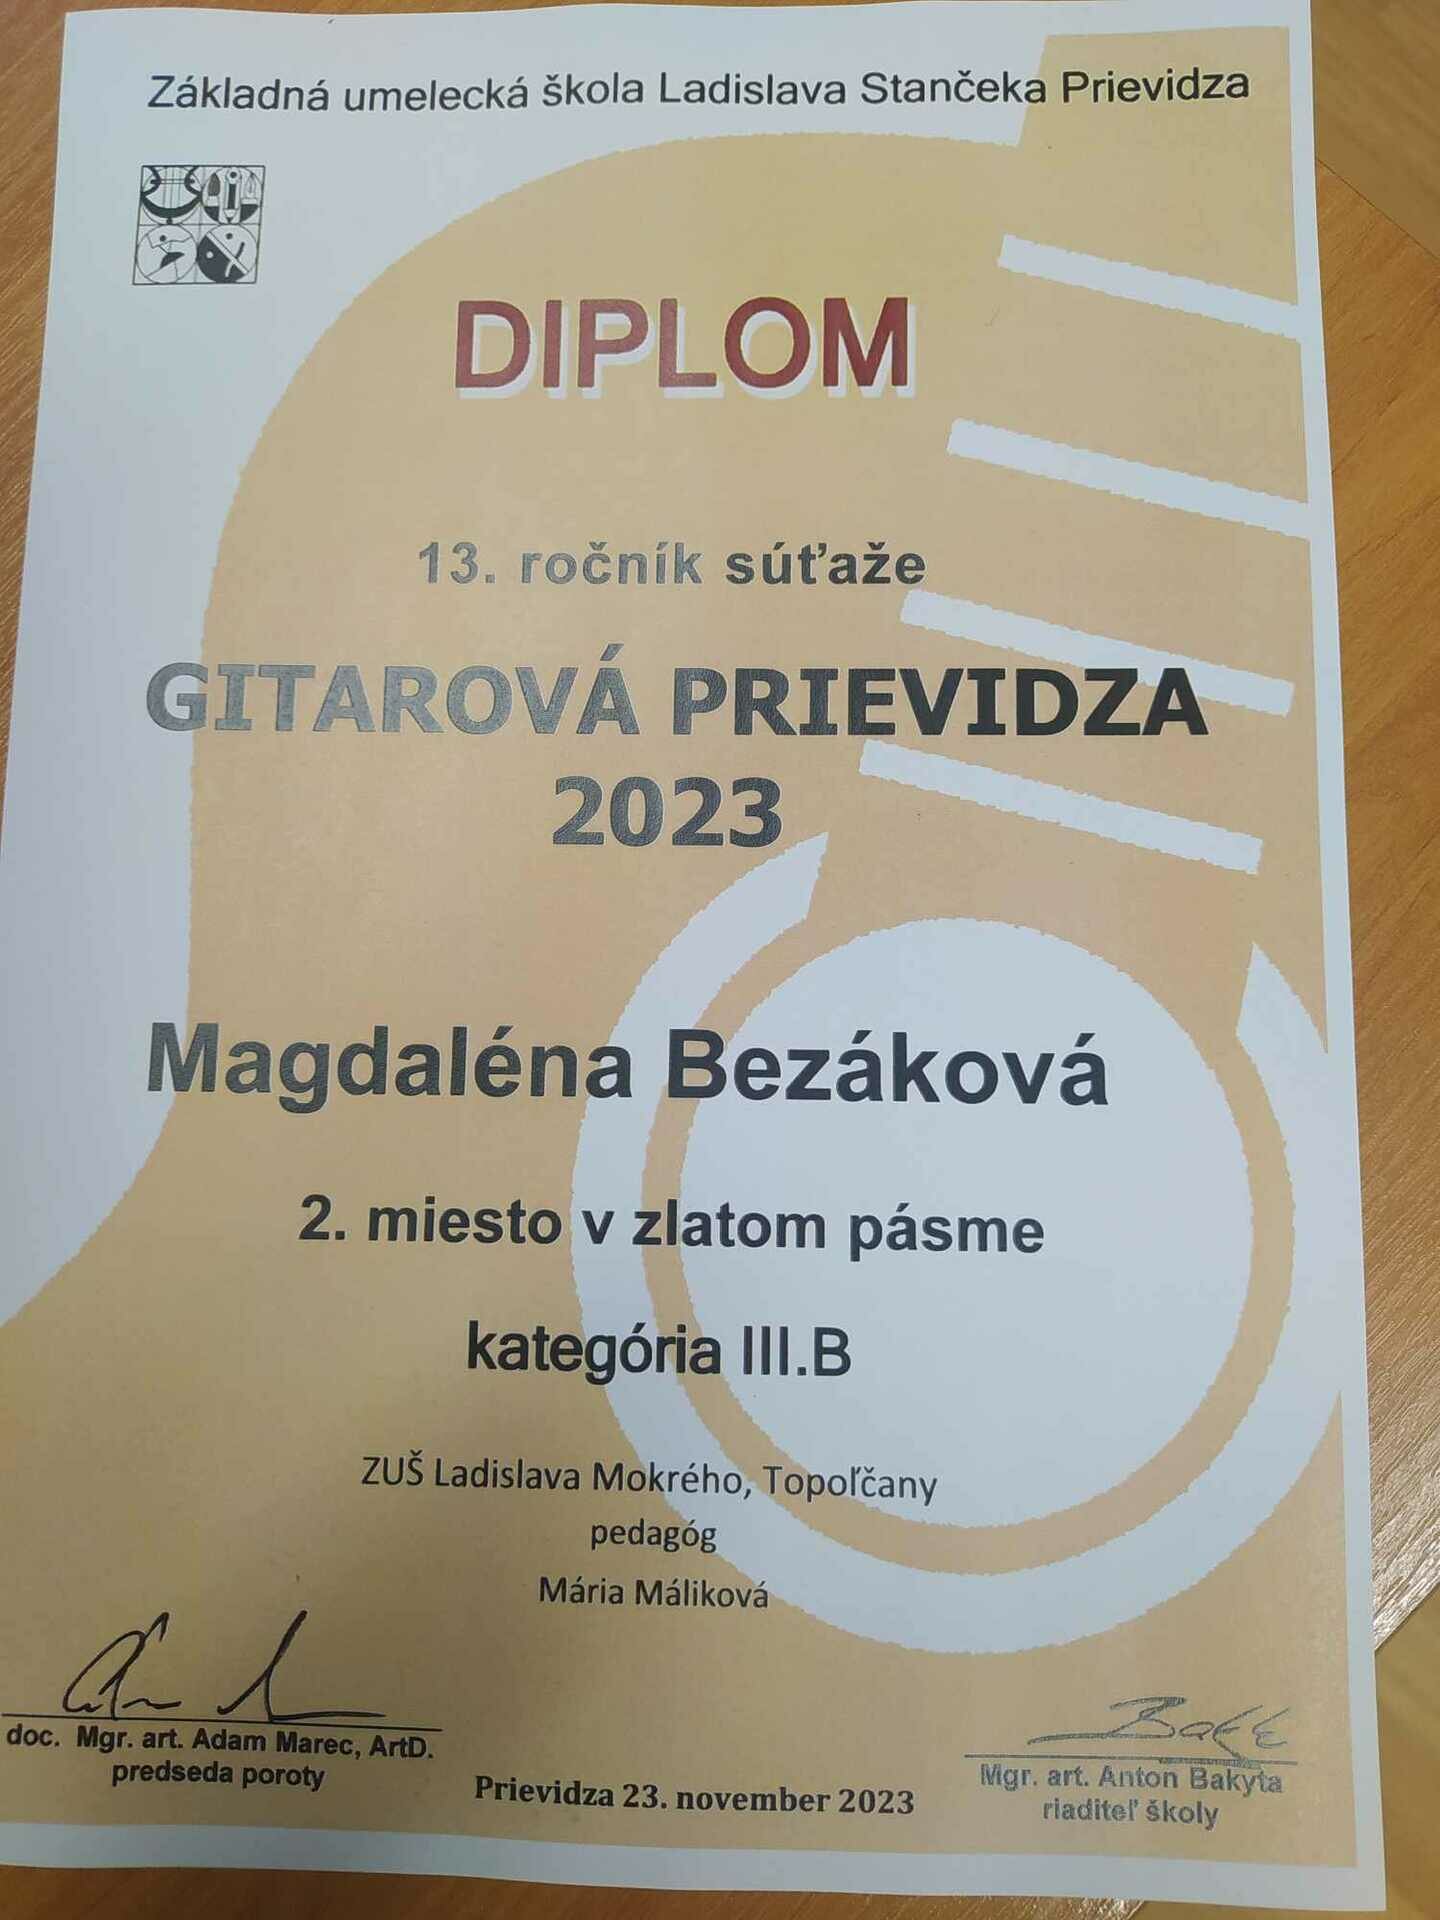 Základná umelecká škola Ladislava Stančeka Prievidza
DIPLOM
13. ročník súťaže
GITAROVÁ PRIEVIDZA
2023
Magdaléna Bezáková
2. miesto v zlatom pásme
kategória III.B
ZUŠ Ladislava Mokrého, Topoľčany
pedagóg
Mária Máliková
doc. Mgr. art. Adam Marec, ArtD.
predseda poroty
Prievidza 23. november 2023
Mgr. art. Anton Bakyta
riaditeľ školy